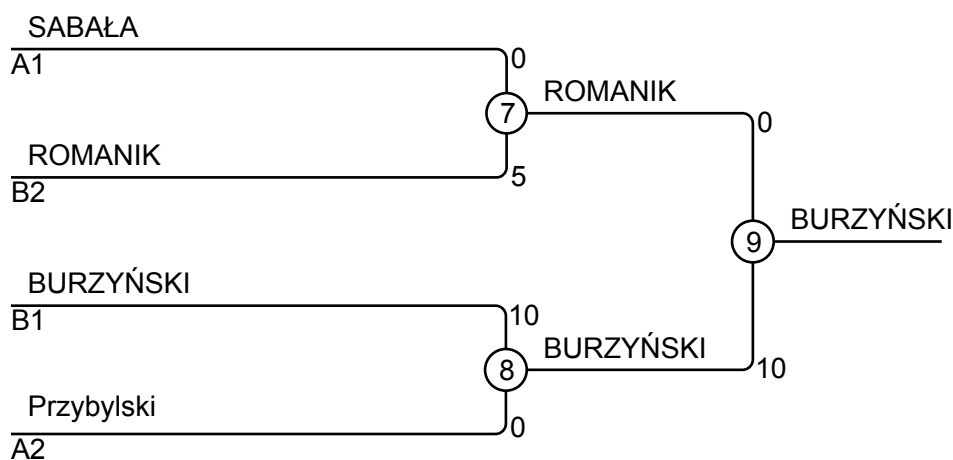 SABAŁA
A1
0
7
ROMANIK
0
ROMANIK
B2
5
9
BURZYŃSKI
BURZYŃSKI
B1
10
8
BURZYŃSKI
10
Przybylski
A2
0